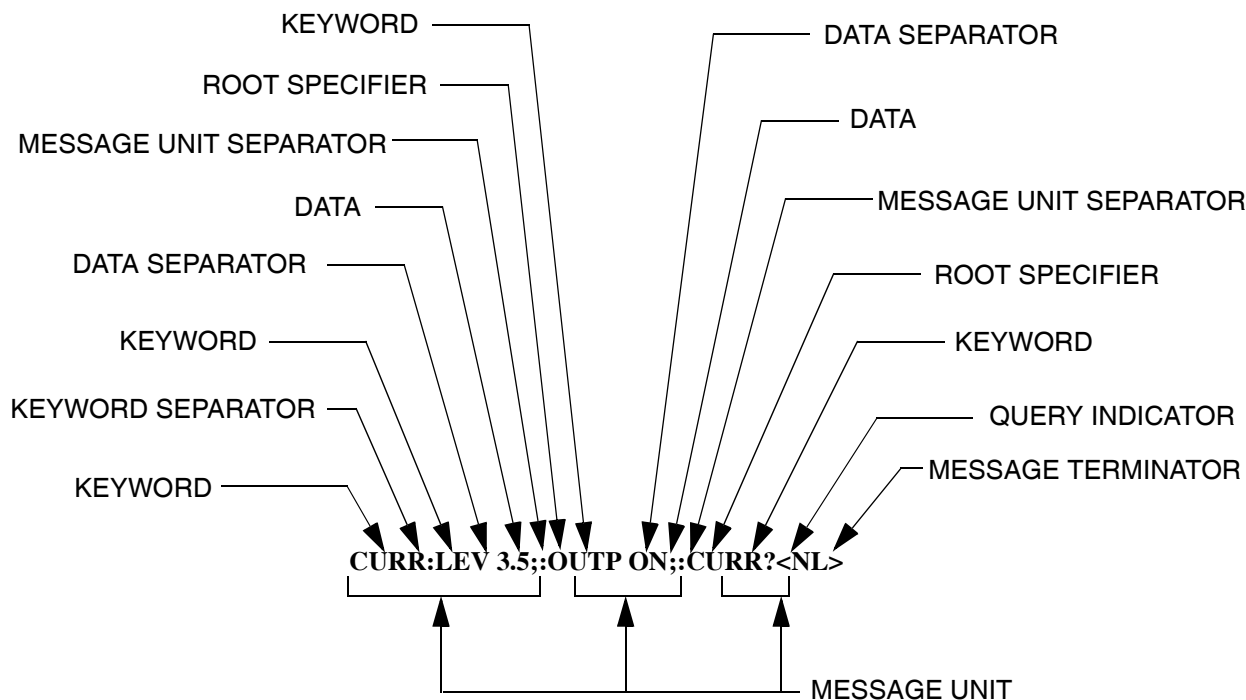 KEYWORD
DATA SEPARATOR
ROOT SPECIFIER
DATA
MESSAGE UNIT SEPARATOR
MESSAGE UNIT SEPARATOR
DATA
DATA SEPARATOR
ROOT SPECIFIER
KEYWORD
KEYWORD
KEYWORD SEPARATOR
QUERY INDICATOR
KEYWORD
MESSAGE TERMINATOR
CURR:LEV 3.5;:OUTP ON;:CURR?<NL>
MESSAGE UNIT